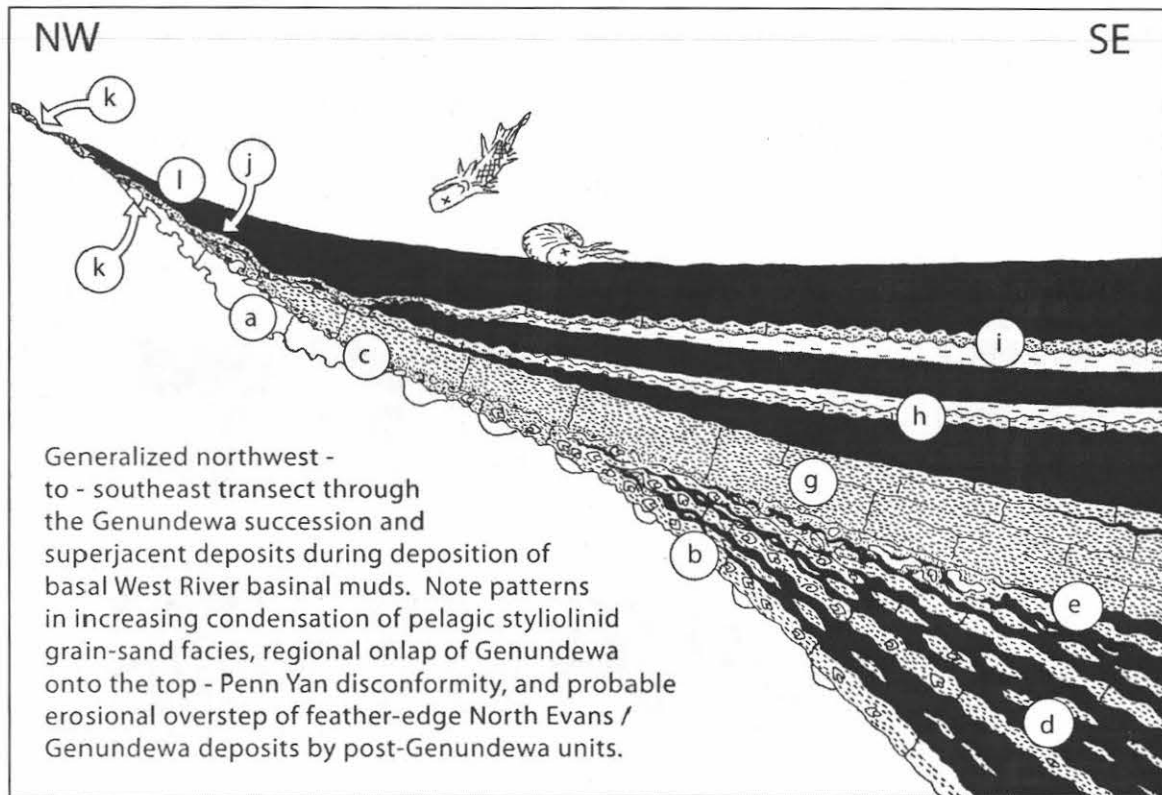 NW
SE
k
j
l
k
a
c
i
h
g
b
e
d
Generalized northwest -
to - southeast transect through
the Genundewa succession and
superjacent deposits during deposition of
basal West River basinal muds. Note patterns
in increasing condensation of pelagic styliolinid
grain-sand facies, regional onlap of Genundewa
onto the top - Penn Yan disconformity, and probable
erosional overstep of feather-edge North Evans /
Genundewa deposits by post-Genundewa units.